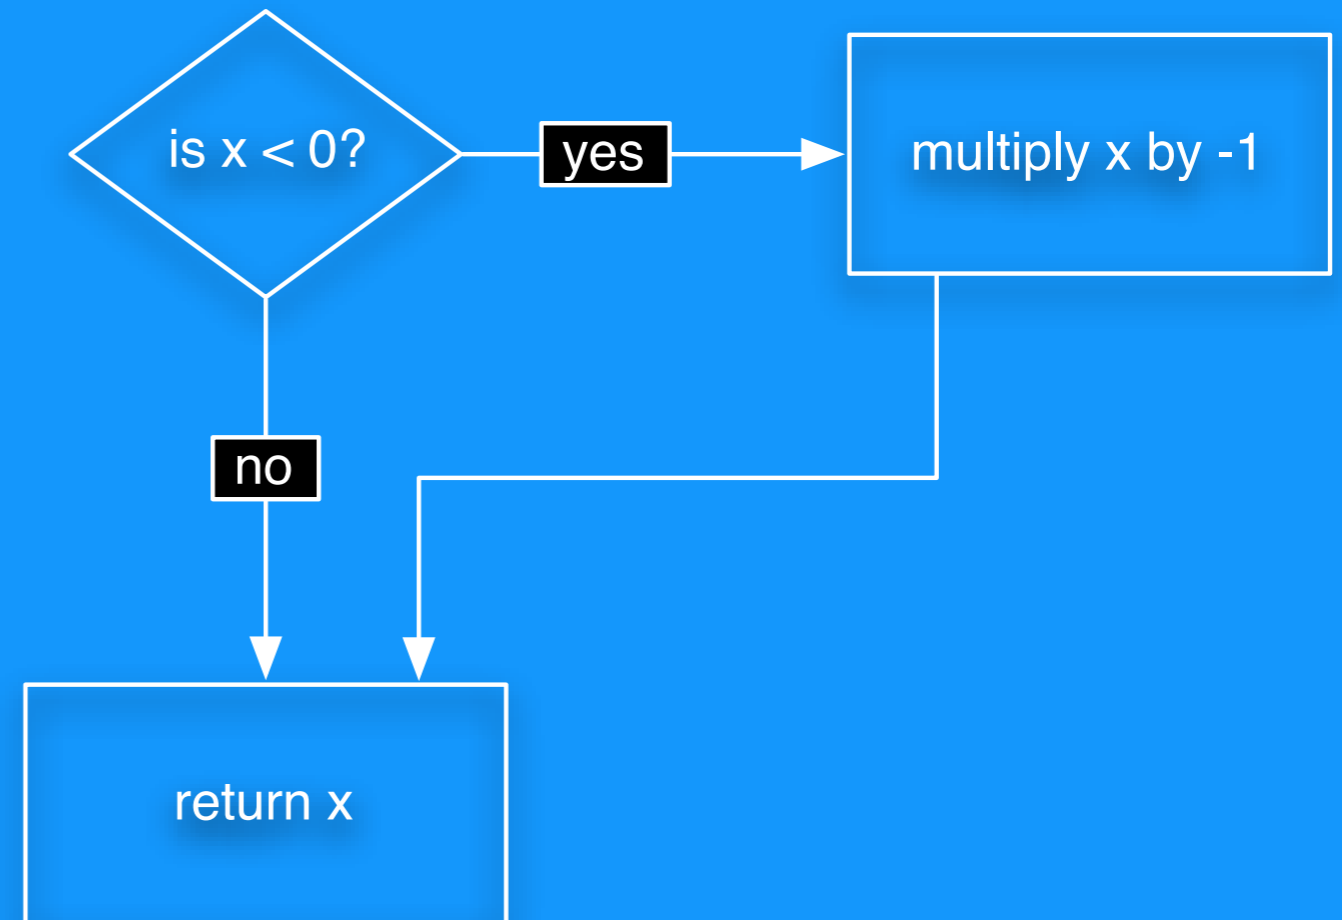 is x < 0?
yes
multiply x by -1
no
return x